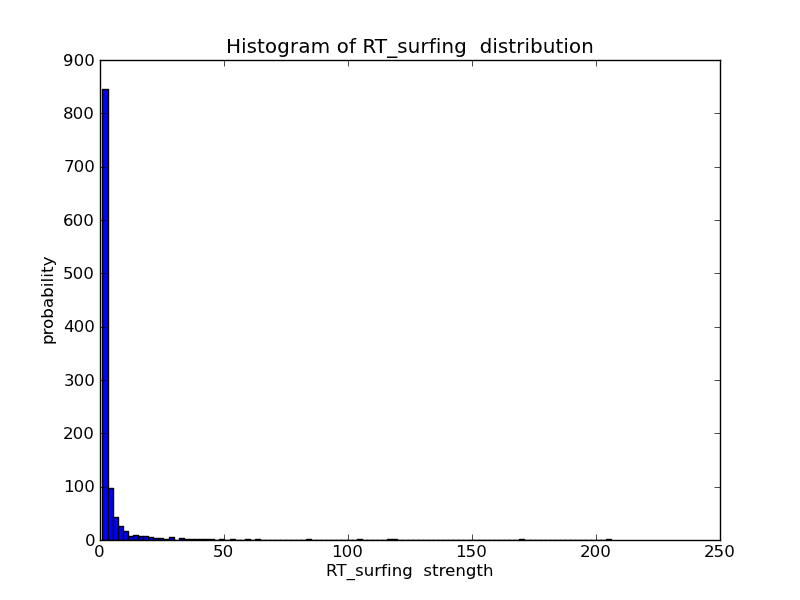 Histogram of RT_surfing  distribution
900
800
700
600
500
400
300
200
100
0
probability
0 50 100 150 200 250
RT_surfing  strength